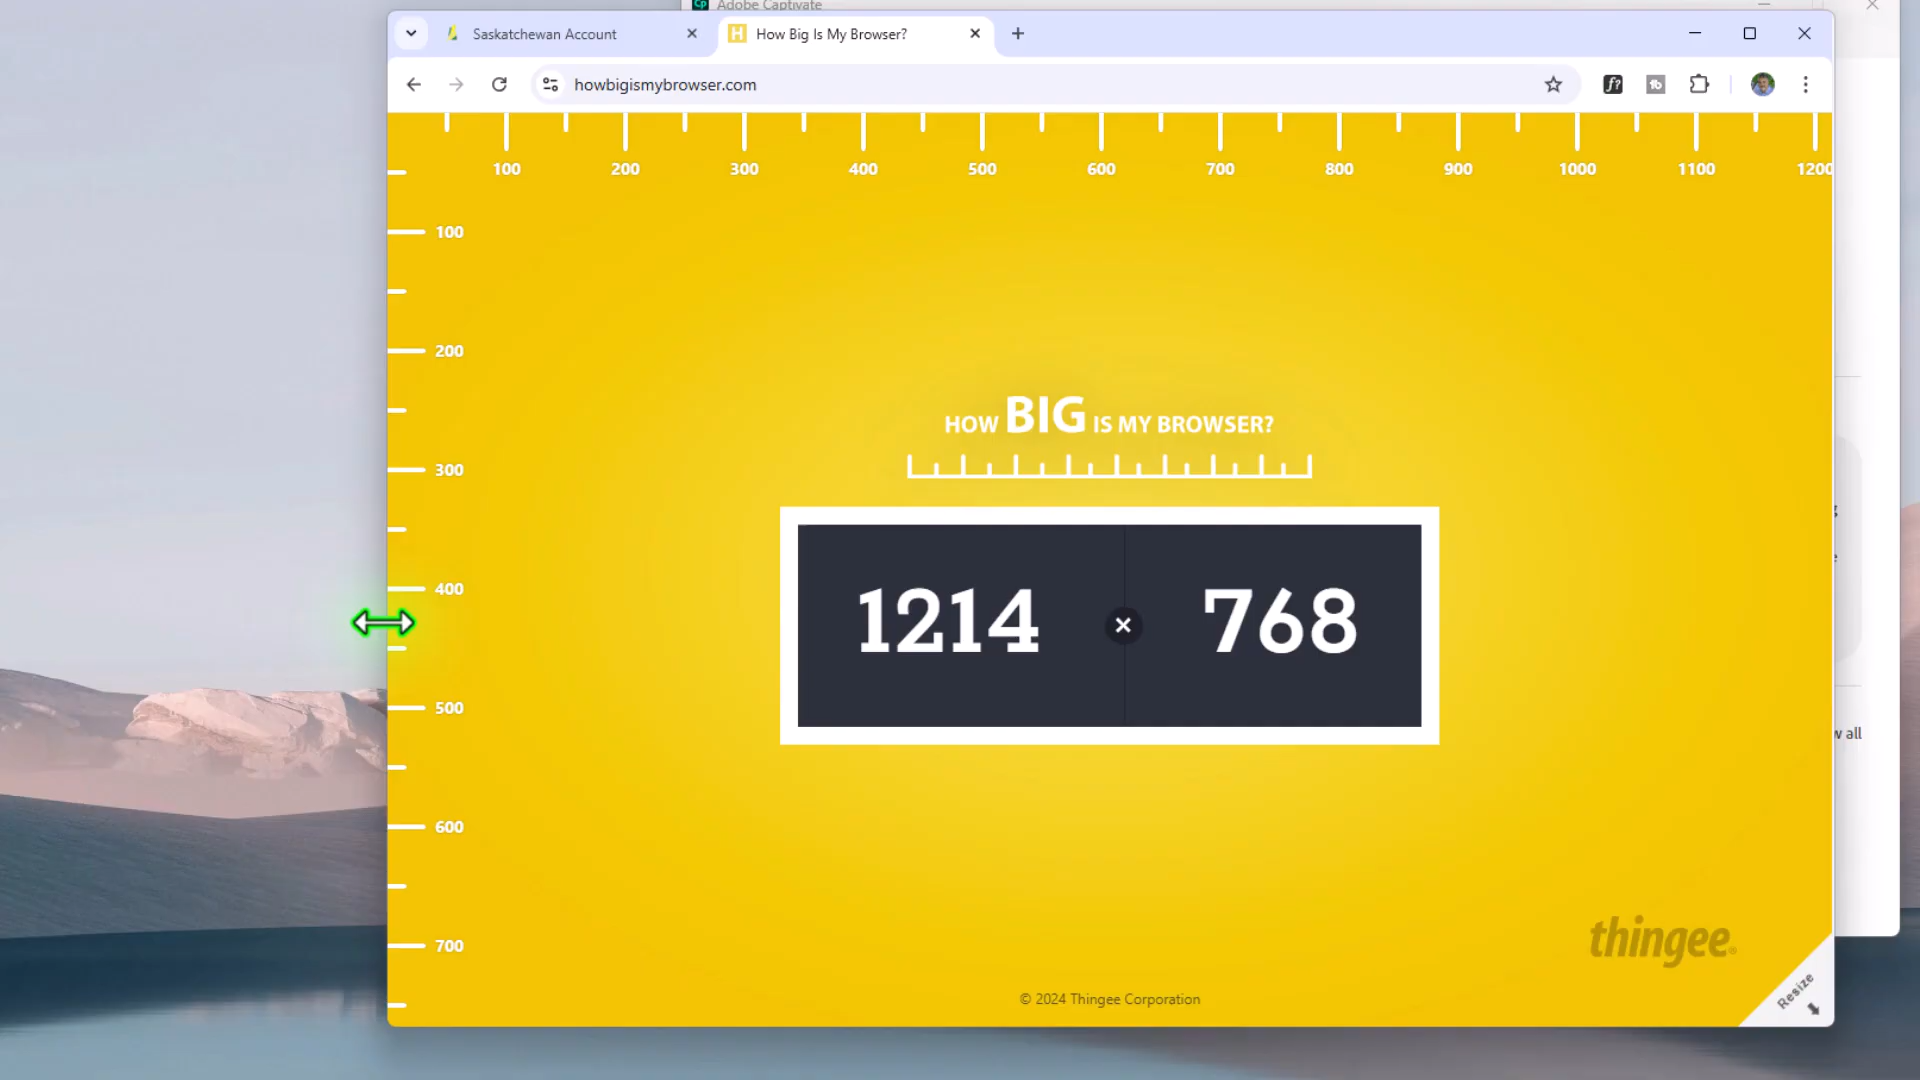 Adobe Captivate
Saskatchewan Account
How Big Is My Browser?
howbigismybrowser.com
100 200 300 400 500 600 700 800 900 1000 1100 1200
100
200
300
400
500
600
700
HOW BIG IS MY BROWSER?
1214 × 768
w all
thingee®
Resize
© 2024 Thingee Corporation